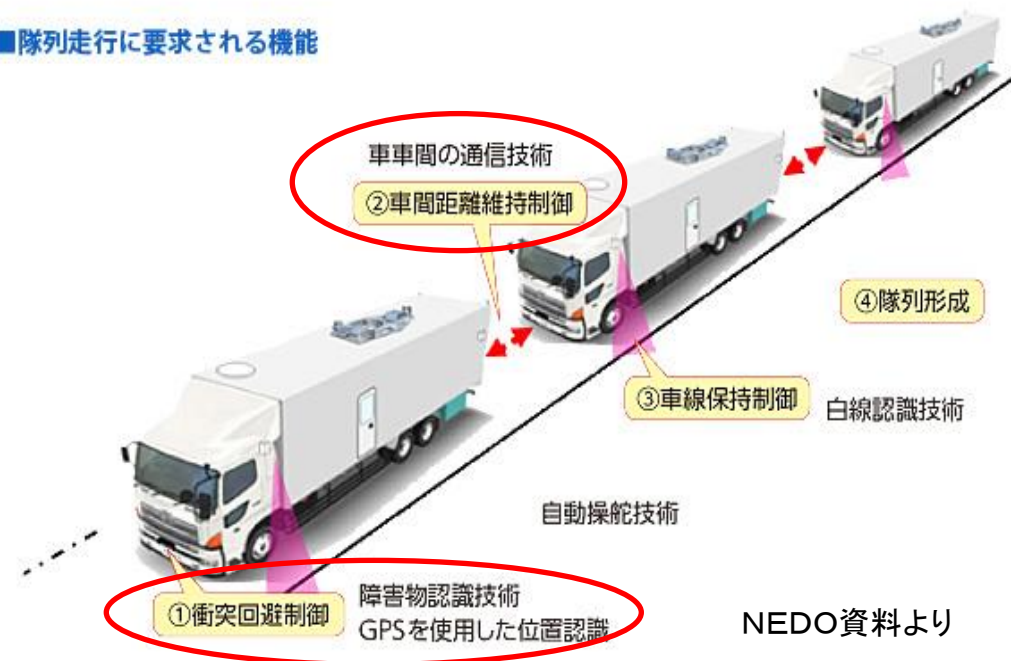 ■隊列走行に要求される機能
車車間の通信技術
②車間距離維持制御
④隊列形成
③車線保持制御
白線認識技術
自動操舵技術
①衝突回避制御
障害物認識技術
GPSを使用した位置認識
NEDO資料より